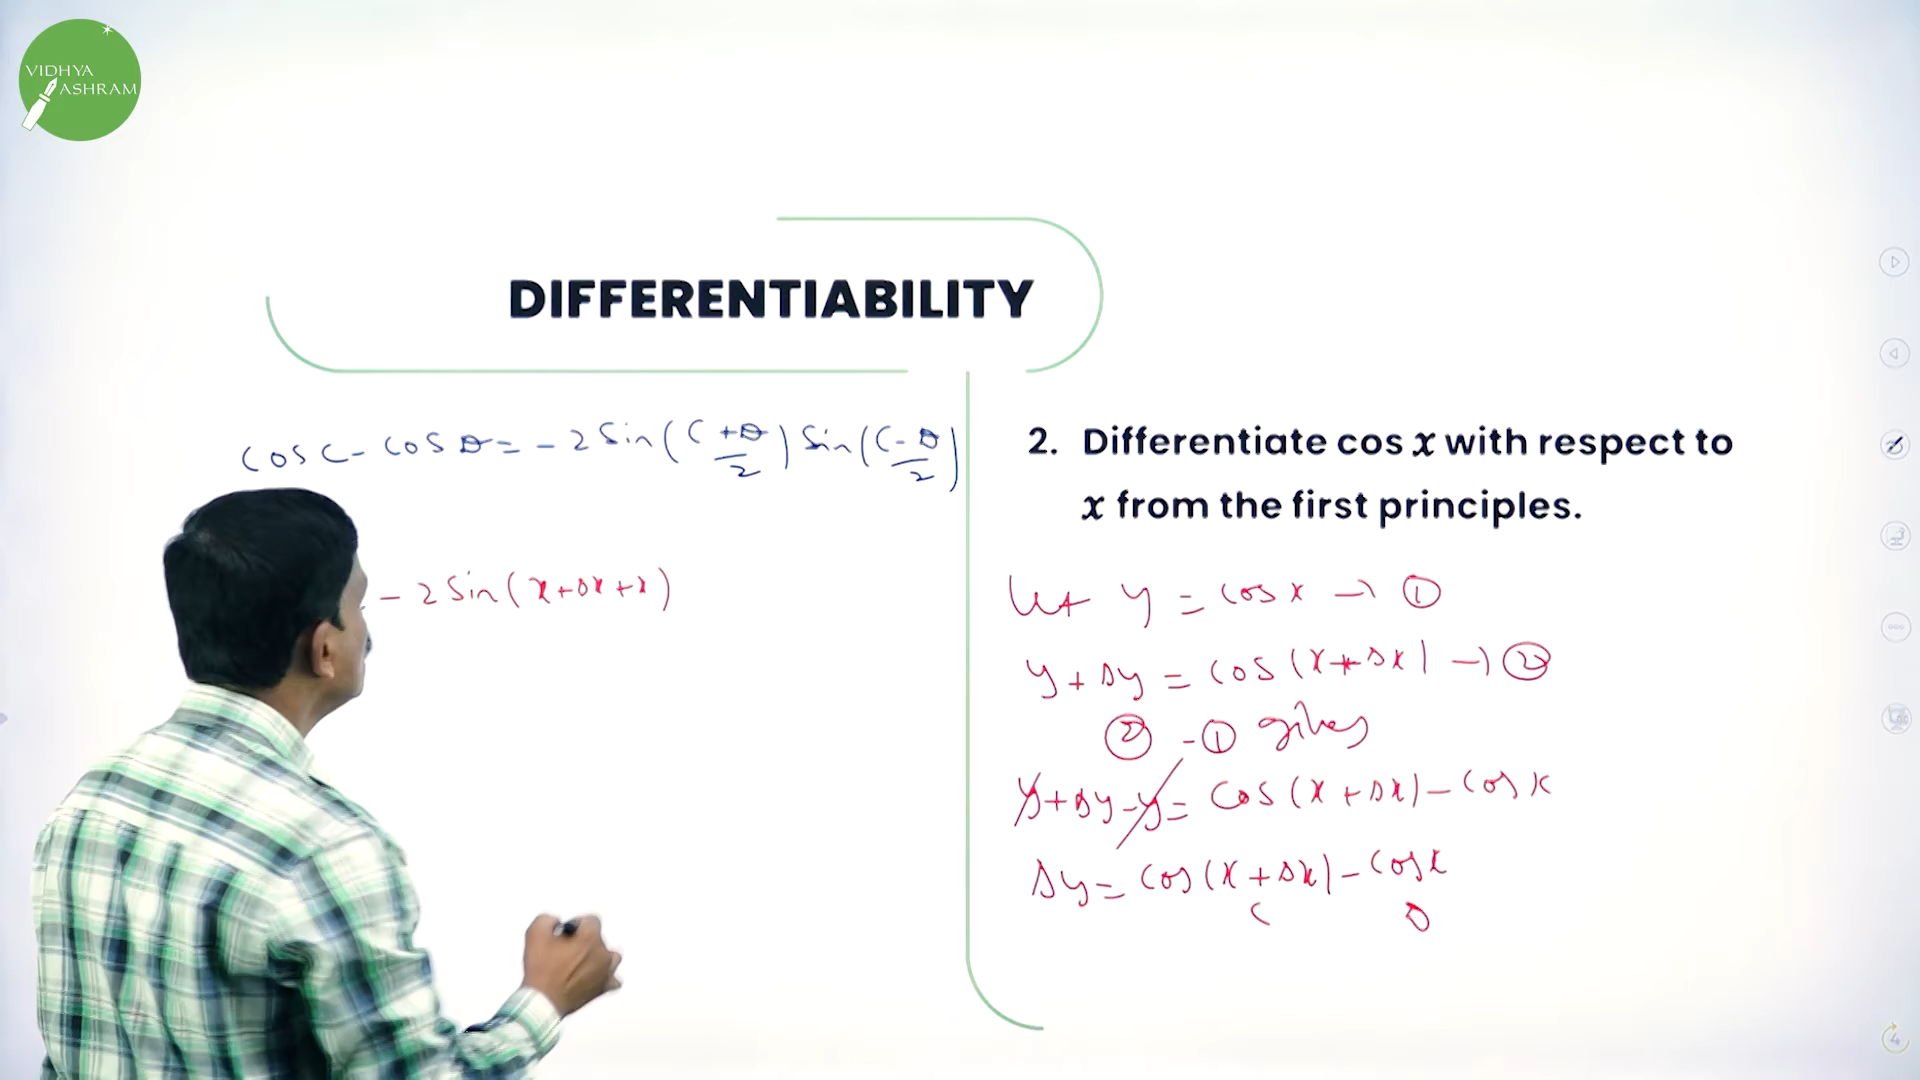 VIDHYA
ASHRAM
DIFFERENTIABILITY
cos C - cos D = -2 Sin(C+D/2) Sin(C-D/2)
- 2 Sin(x+Δx+x)
2. Differentiate cos x with respect to
x from the first principles.
Let y = cos x → ①
y + Δy = cos(x+Δx) → ②
② - ① gives
y+Δy-y = cos(x+Δx) - cos x
Δy = cos(x+Δx) - cos x
C D